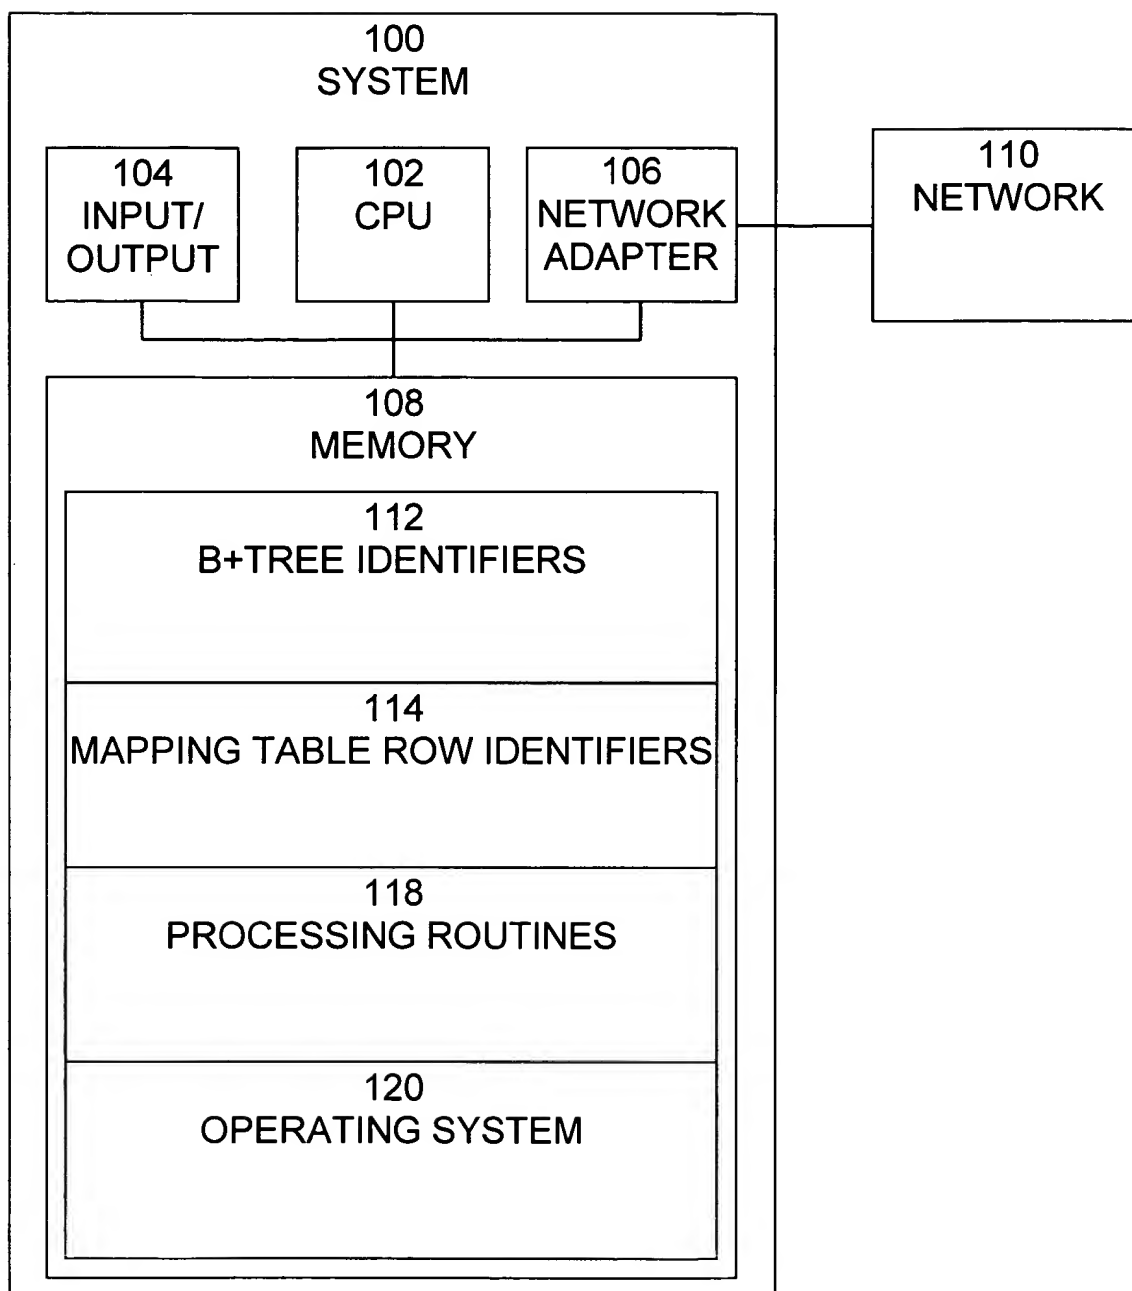 100
SYSTEM
104
INPUT/
OUTPUT
102
CPU
106
NETWORK
ADAPTER
110
NETWORK
108
MEMORY
112
B+TREE IDENTIFIERS
114
MAPPING TABLE ROW IDENTIFIERS
118
PROCESSING ROUTINES
120
OPERATING SYSTEM